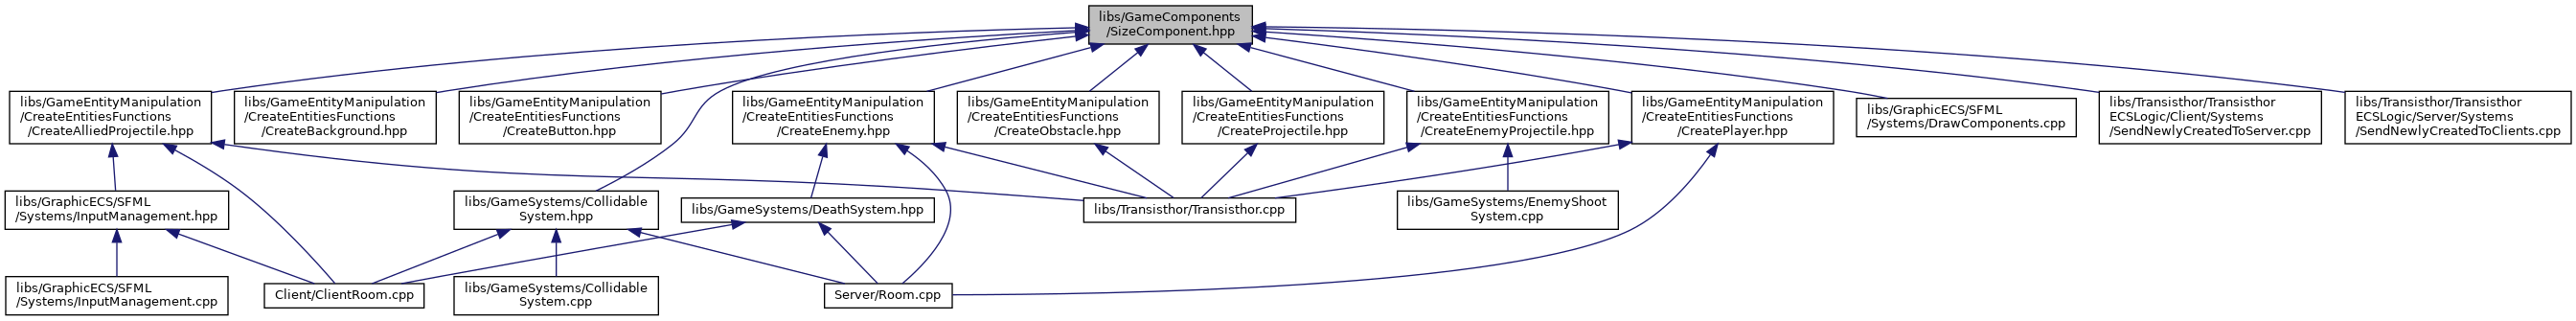 libs/GameComponents
/SizeComponent.hpp
libs/GameEntityManipulation
/CreateEntitiesFunctions
/CreateAlliedProjectile.hpp
libs/GameEntityManipulation
/CreateEntitiesFunctions
/CreateBackground.hpp
libs/GameEntityManipulation
/CreateEntitiesFunctions
/CreateButton.hpp
libs/GameEntityManipulation
/CreateEntitiesFunctions
/CreateEnemy.hpp
libs/GameEntityManipulation
/CreateEntitiesFunctions
/CreateObstacle.hpp
libs/GameEntityManipulation
/CreateEntitiesFunctions
/CreateProjectile.hpp
libs/GameEntityManipulation
/CreateEntitiesFunctions
/CreateEnemyProjectile.hpp
libs/GameEntityManipulation
/CreateEntitiesFunctions
/CreatePlayer.hpp
libs/GraphicECS/SFML
/Systems/DrawComponents.cpp
libs/Transisthor/Transisthor
ECSLogic/Client/Systems
/SendNewlyCreatedToServer.cpp
libs/Transisthor/Transisthor
ECSLogic/Server/Systems
/SendNewlyCreatedToClients.cpp
libs/GraphicECS/SFML
/Systems/InputManagement.hpp
libs/GameSystems/Collidable
System.hpp
libs/GameSystems/DeathSystem.hpp
libs/Transisthor/Transisthor.cpp
libs/GameSystems/EnemyShoot
System.cpp
libs/GraphicECS/SFML
/Systems/InputManagement.cpp
Client/ClientRoom.cpp
libs/GameSystems/Collidable
System.cpp
Server/Room.cpp